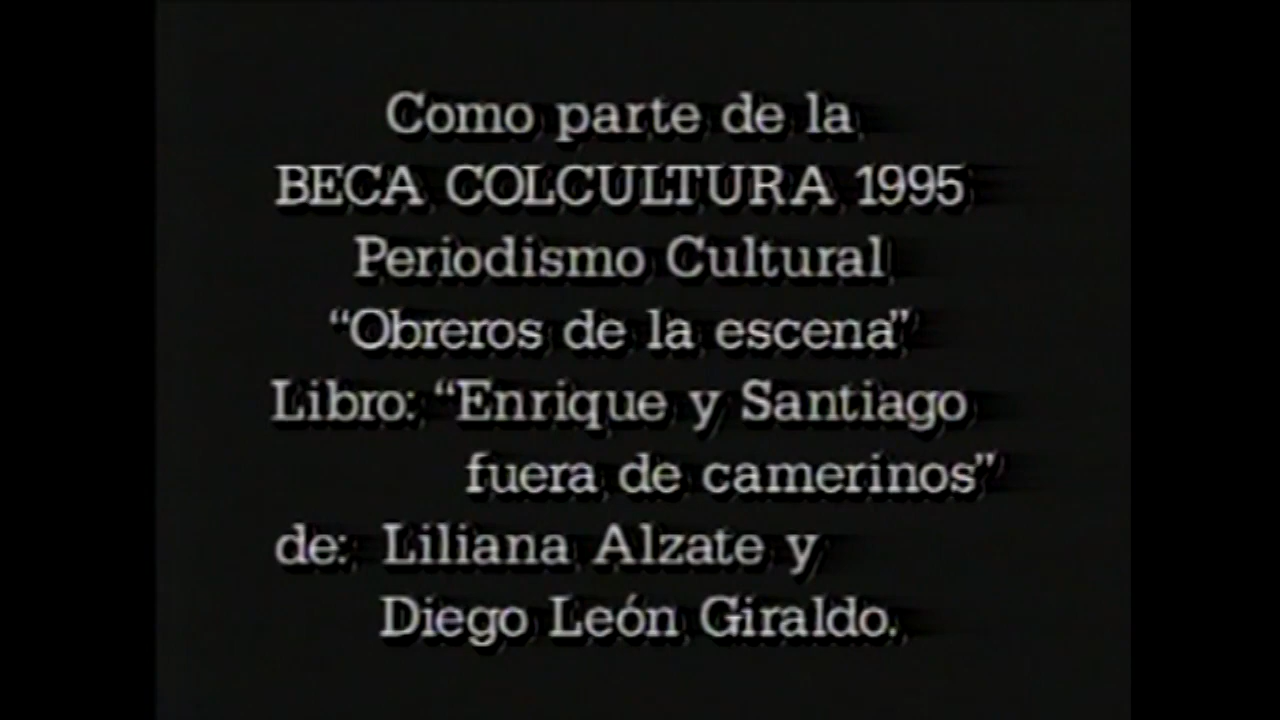 Como parte de la
BECA COLCULTURA 1995
Periodismo Cultural
“Obreros de la escena”
Libro: “Enrique y Santiago
fuera de camerinos”
de: Liliana Alzate y
Diego León Giraldo.